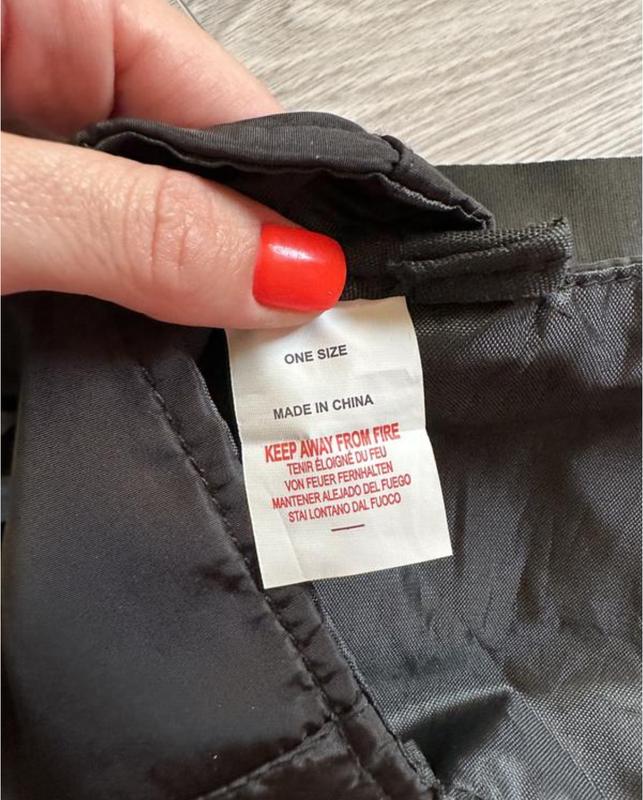 ONE SIZE
MADE IN CHINA
KEEP AWAY FROM FIRE
TENIR ÉLOIGNÉ DU FEU
VON FEUER FERNHALTEN
MANTENER ALEJADO DEL FUEGO
STAI LONTANO DAL FUOCO